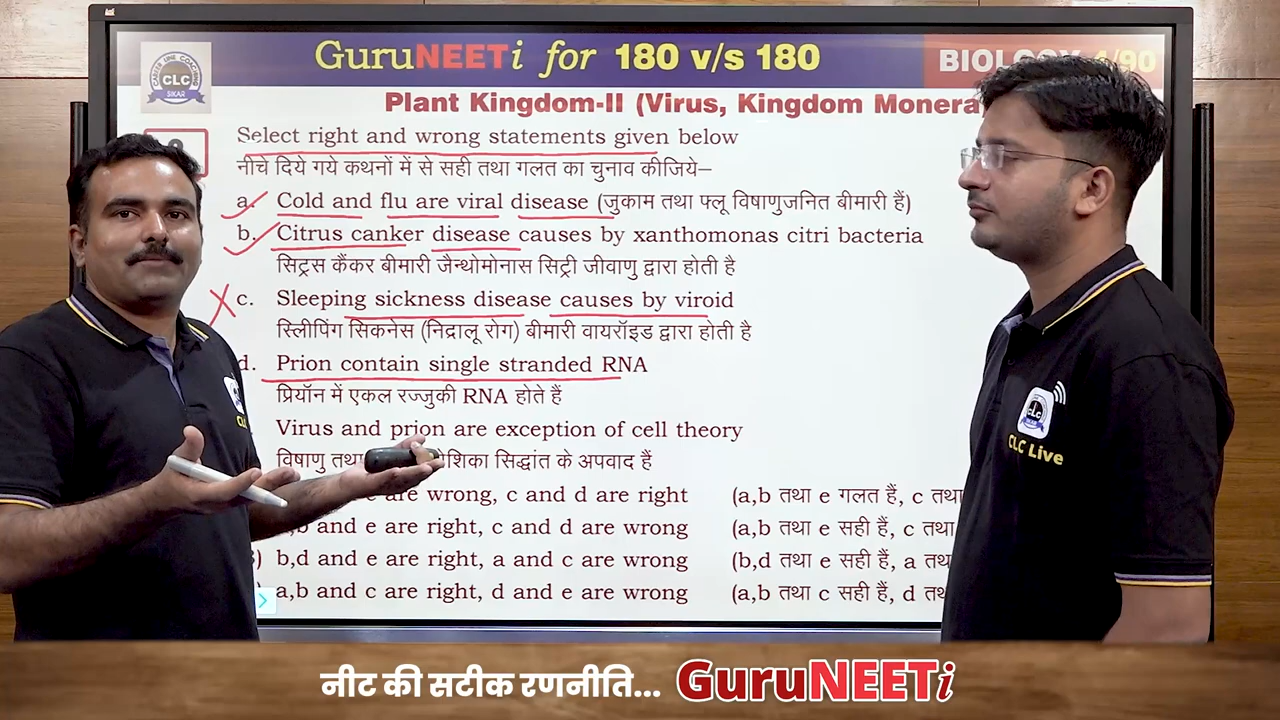 GuruNEETi for 180 v/s 180
BIOLOGY 4/90
CLC
SIKAR
Plant Kingdom-II (Virus, Kingdom Monera
Select right and wrong statements given below
नीचे दिये गये कथनों में से सही तथा गलत का चुनाव कीजिये–
a. Cold and flu are viral disease (जुकाम तथा फ्लू विषाणुजनित बीमारी हैं)
b. Citrus canker disease causes by xanthomonas citri bacteria
सिट्रस कैंकर बीमारी जैन्थोमोनास सिट्री जीवाणु द्वारा होती है
c. Sleeping sickness disease causes by viroid
स्लिीपिंग सिकनेस (निद्रालू रोग) बीमारी वायरॉइड द्वारा होती है
d. Prion contain single stranded RNA
प्रियॉन में एकल रज्जुकी RNA होते हैं
Virus and prion are exception of cell theory
विषाणु तथा सिद्धांत के अपवाद हैं
e are wrong, c and d are right (a,b तथा e गलत हैं, c तथा
b and e are right, c and d are wrong (a,b तथा e सही हैं, c तथा
b,d and e are right, a and c are wrong (b,d तथा e सही हैं, a
a,b and c are right, d and e are wrong (a,b तथा c सही हैं, d
CLC
SIKAR
CLC Live
नीट की सटीक रणनीति... GuruNEETi